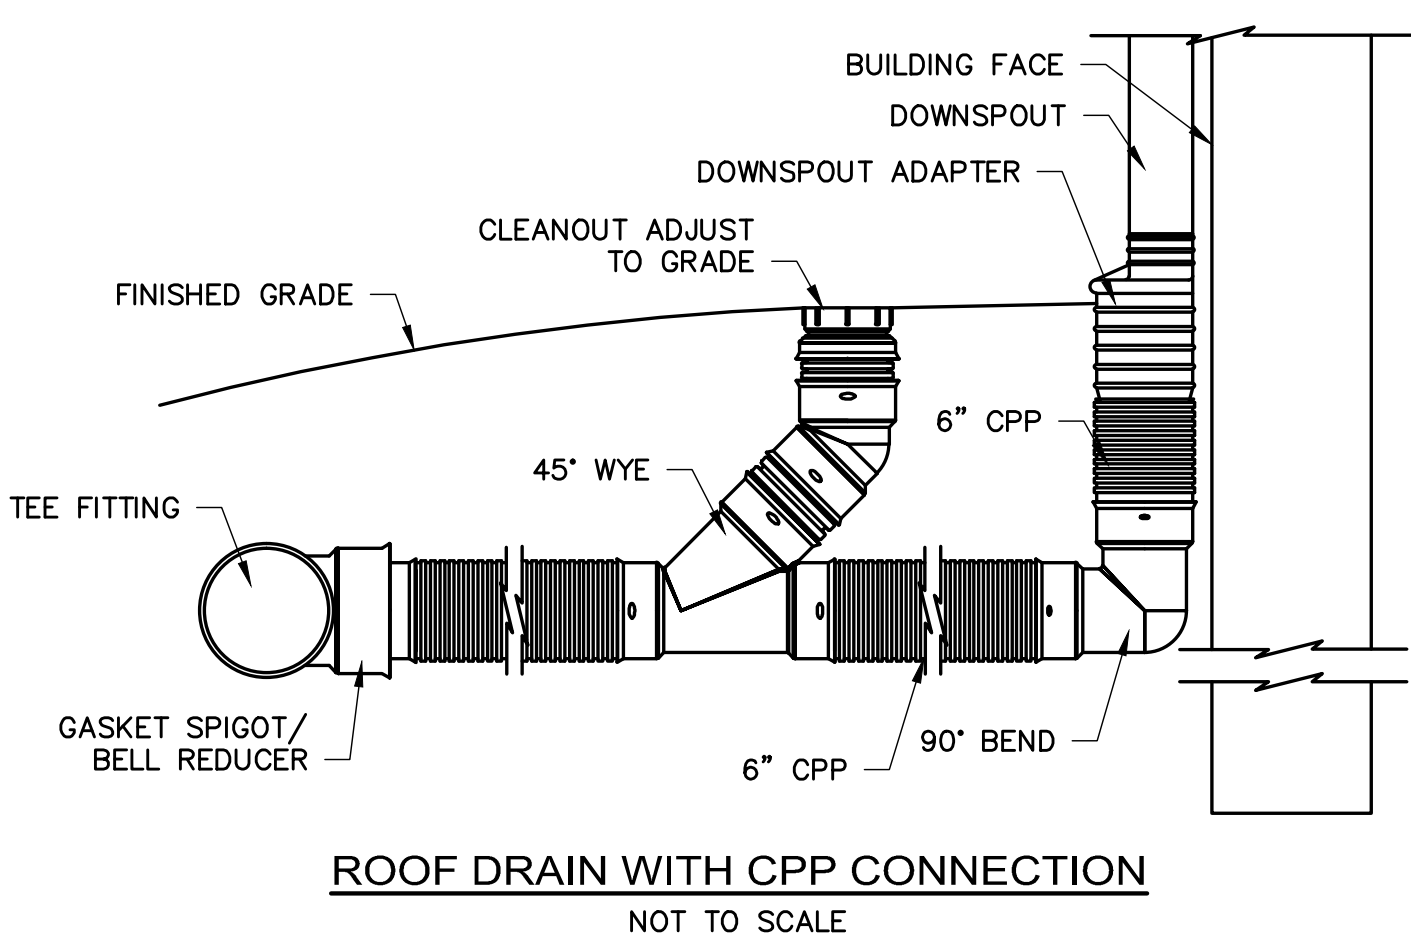 BUILDING FACE
DOWNSPOUT
DOWNSPOUT ADAPTER
CLEANOUT ADJUST
TO GRADE
FINISHED GRADE
6” CPP
45° WYE
TEE FITTING
GASKET SPIGOT/
BELL REDUCER
90° BEND
6” CPP
ROOF DRAIN WITH CPP CONNECTION
NOT TO SCALE